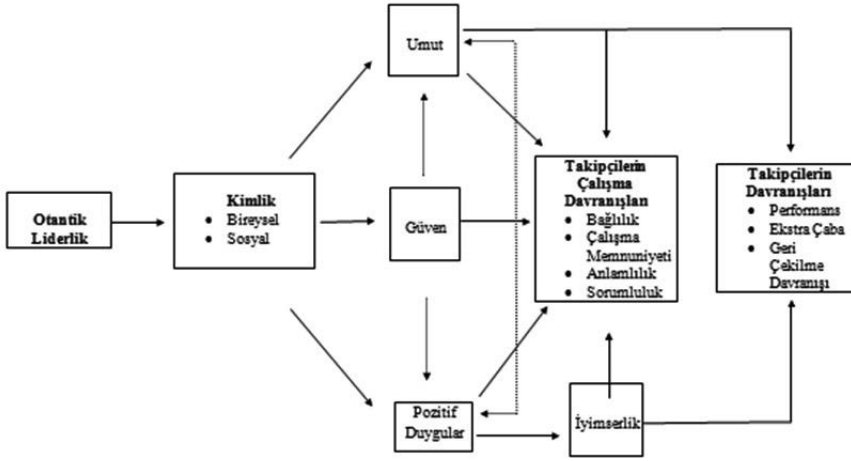 Umut
Otantik
Liderlik
Kimlik
• Bireysel
• Sosyal
Güven
Pozitif
Duygular
Takipçilerin
Çalışma
Davranışları
• Bağlılık
• Çalışma
Memnuniyeti
• Anlamlılık
• Sorumluluk
İyimserlik
Takipçilerin
Davranışları
• Performans
• Ekstra Çaba
• Geri
Çekilme
Davranışı